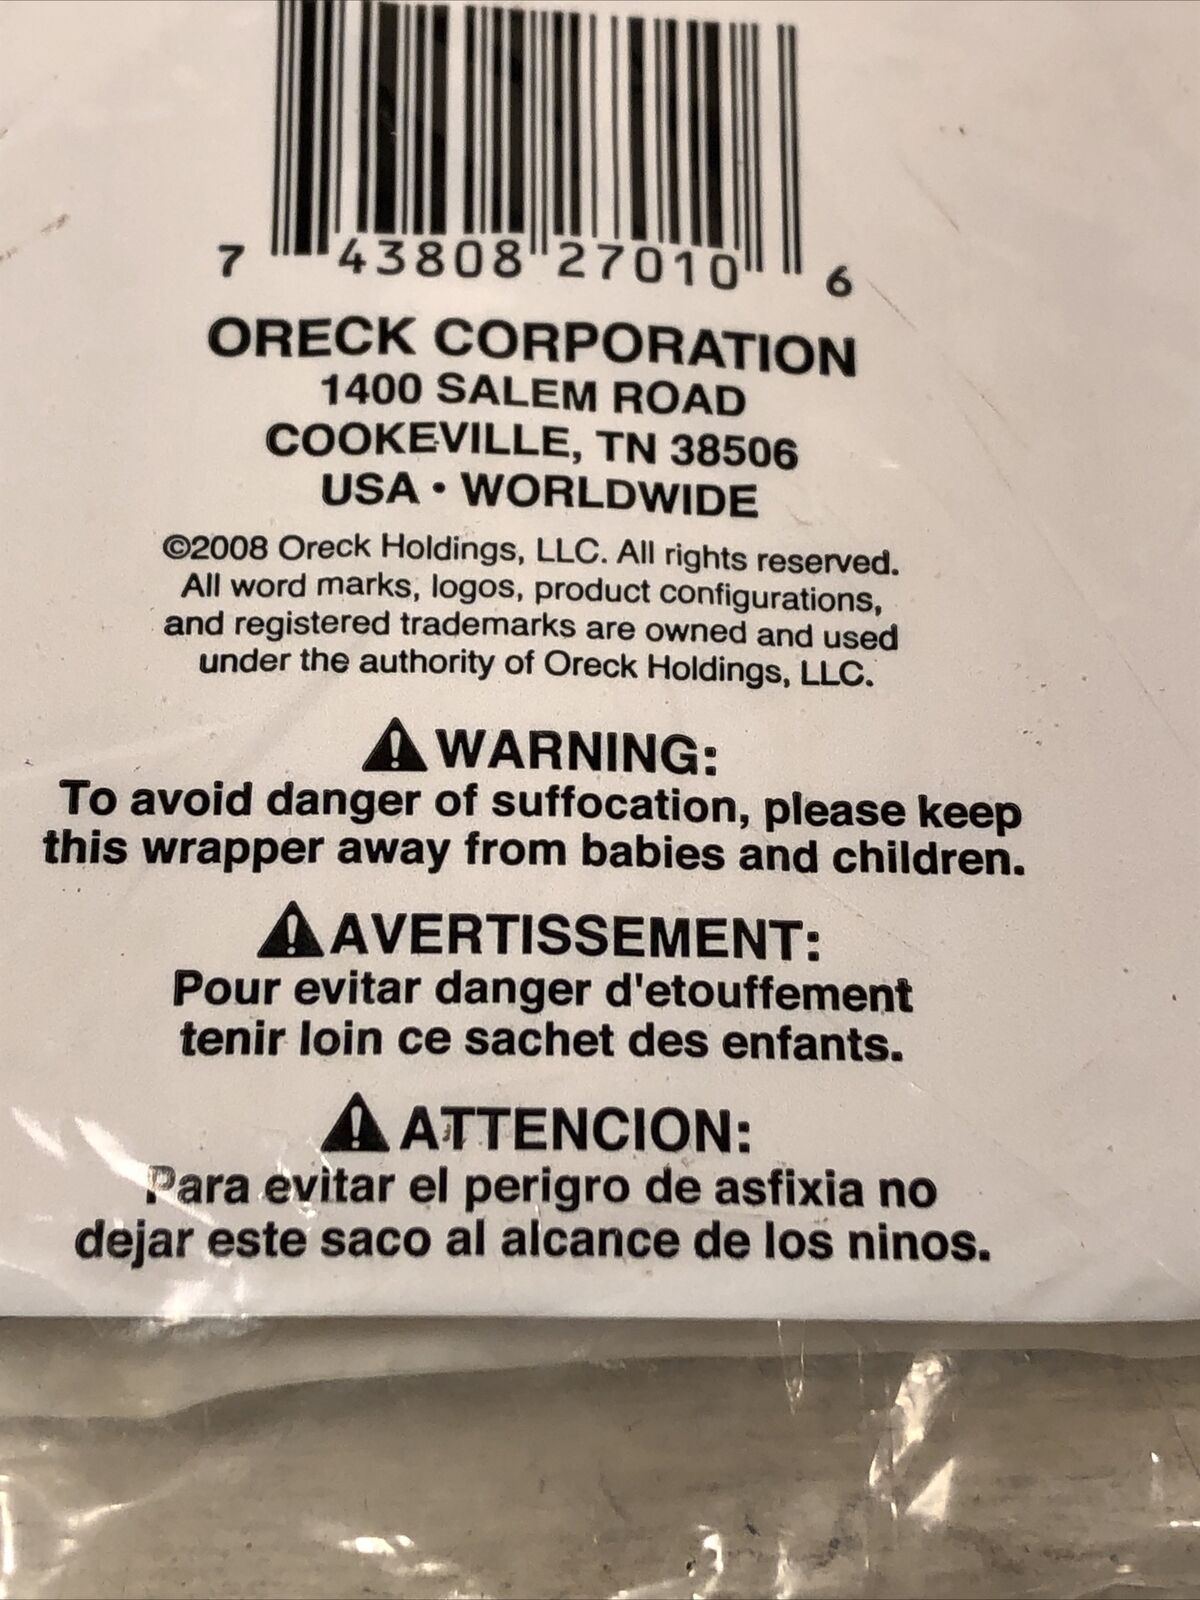 7 43808 27010 6
ORECK CORPORATION
1400 SALEM ROAD
COOKEVILLE, TN 38506
USA • WORLDWIDE
©2008 Oreck Holdings, LLC. All rights reserved.
All word marks, logos, product configurations,
and registered trademarks are owned and used
under the authority of Oreck Holdings, LLC.
⚠ WARNING:
To avoid danger of suffocation, please keep
this wrapper away from babies and children.
⚠ AVERTISSEMENT:
Pour evitar danger d'etouffement
tenir loin ce sachet des enfants.
⚠ ATTENCION:
Para evitar el perigro de asfixia no
dejar este saco al alcance de los ninos.